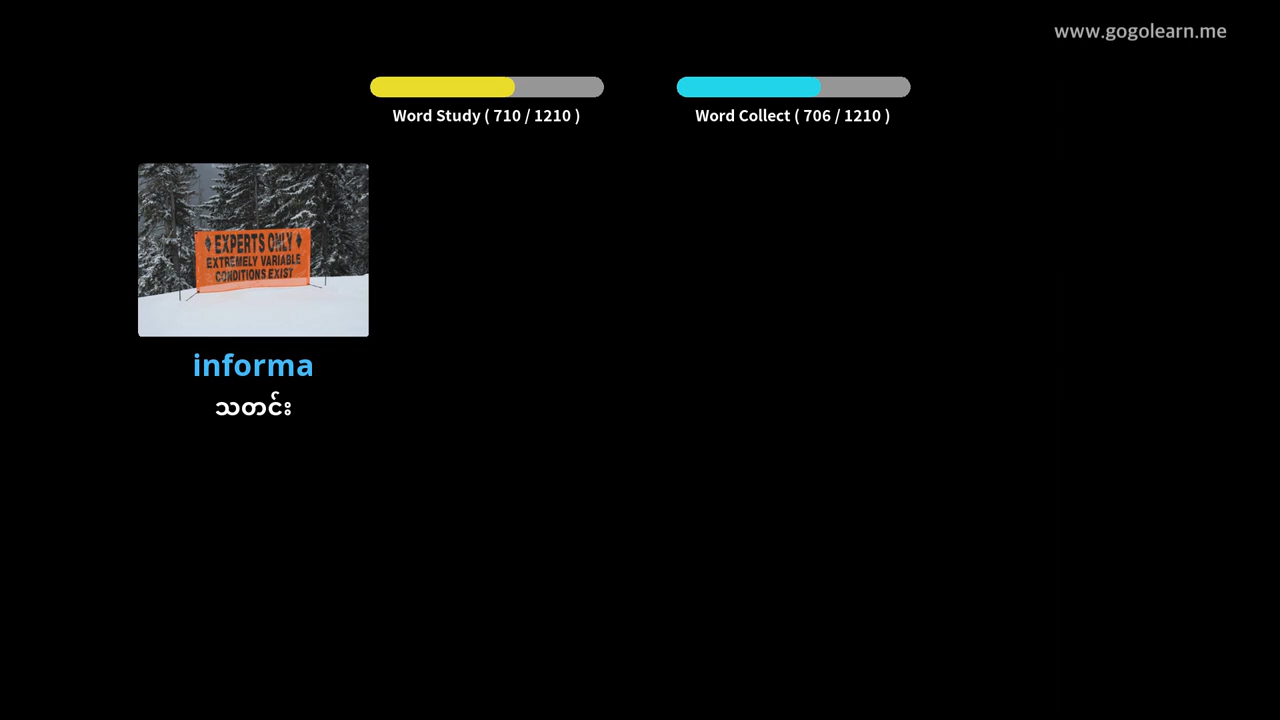 www.gogolearn.me
Word Study ( 710 / 1210 )
Word Collect ( 706 / 1210 )
EXPERTS ONLY
EXTREMELY VARIABLE
CONDITIONS EXIST
informa
သတင်း